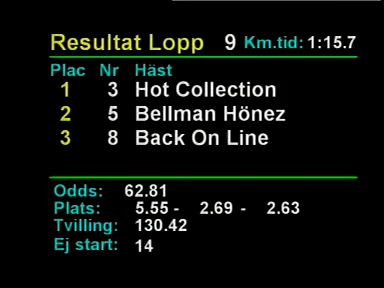 Resultat Lopp 9 Km.tid: 1:15.7
Plac Nr Häst
1 3 Hot Collection
2 5 Bellman Hönez
3 8 Back On Line
Odds: 62.81
Plats: 5.55 - 2.69 - 2.63
Tvilling: 130.42
Ej start: 14